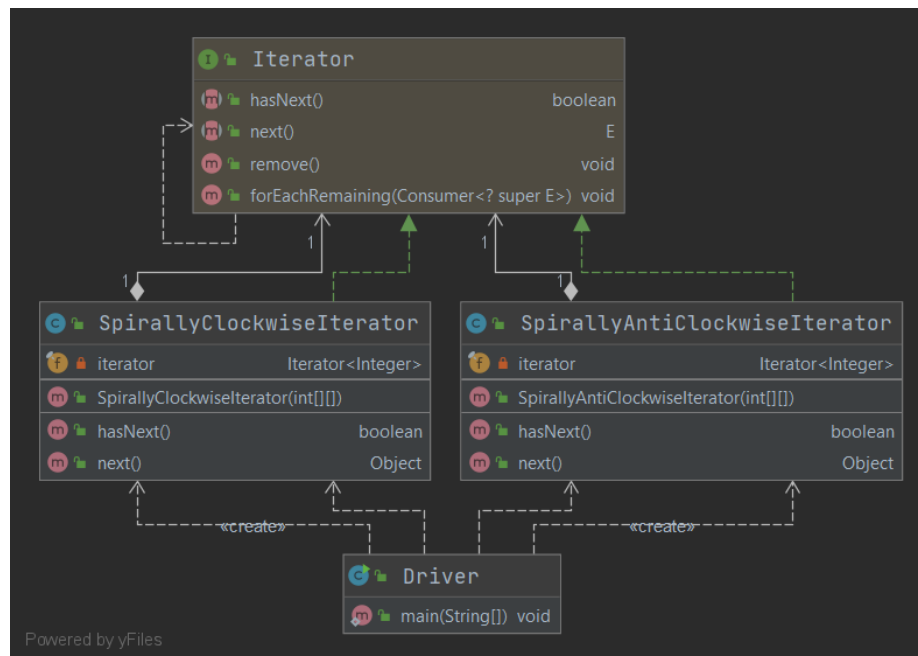 Iterator
hasNext() boolean
next() E
remove() void
forEachRemaining(Consumer<? super E>) void
1 1
1 1
SpirallyClockwiseIterator
iterator Iterator<Integer>
SpirallyClockwiseIterator(int[][])
hasNext() boolean
next() Object
SpirallyAntiClockwiseIterator
iterator Iterator<Integer>
SpirallyAntiClockwiseIterator(int[][])
hasNext() boolean
next() Object
«create» «create»
Driver
main(String[]) void
Powered by yFiles